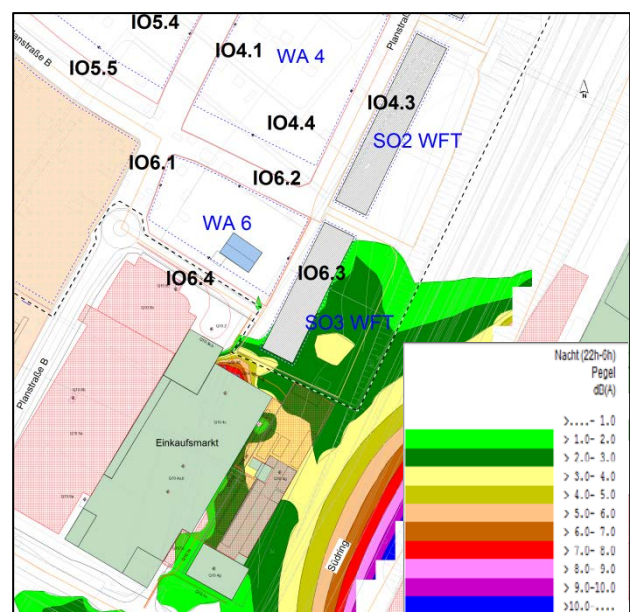 IO5.4
Planstraße B
IO4.1
IO5.5
WA 4
Planstr
IO4.3
IO4.4
SO2 WFT
IO6.1
IO6.2
WA 6
N
IO6.4
IO6.3
SO3 WFT
Planstraße B
Einkaufsmarkt
Südring
Nacht (22h-6h)
Pegel
dB(A)
>....- 1.0
> 1.0- 2.0
> 2.0- 3.0
> 3.0- 4.0
> 4.0- 5.0
> 5.0- 6.0
> 6.0- 7.0
> 7.0- 8.0
> 8.0- 9.0
> 9.0-10.0
>10.0-....